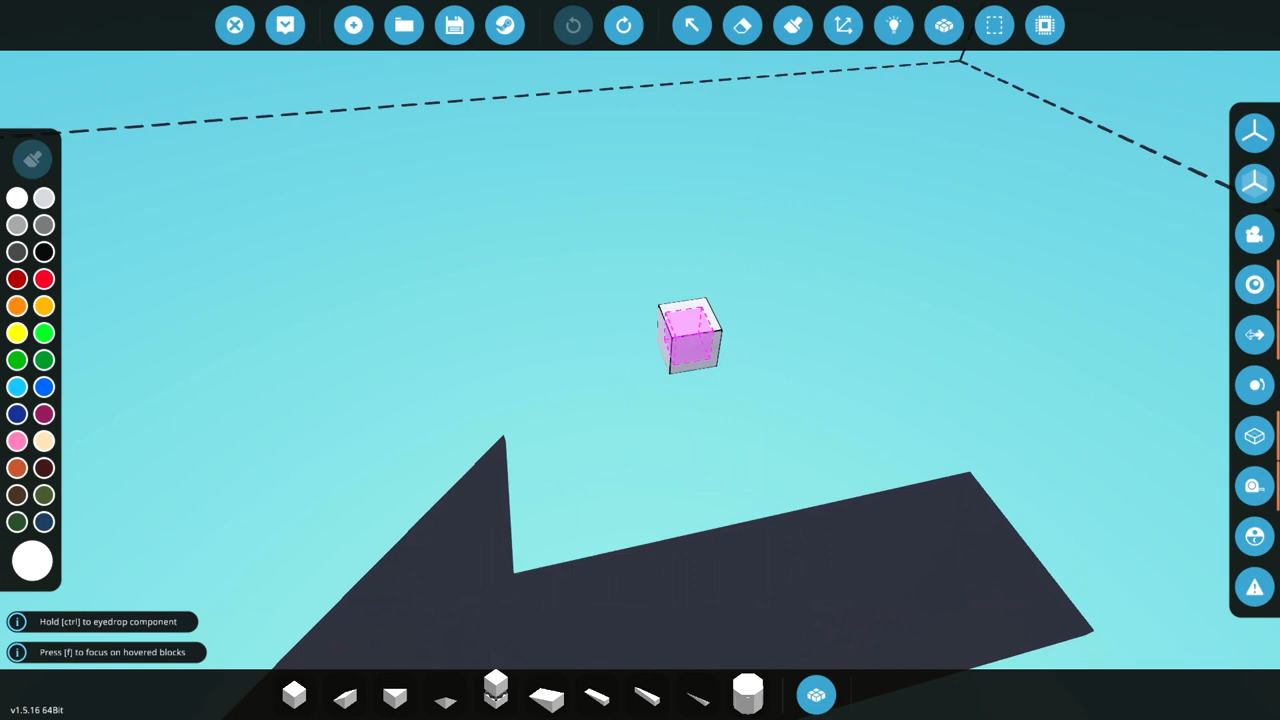 Hold [ctrl] to eyedrop component
Press [f] to focus on hovered blocks
v1.5.16 64Bit